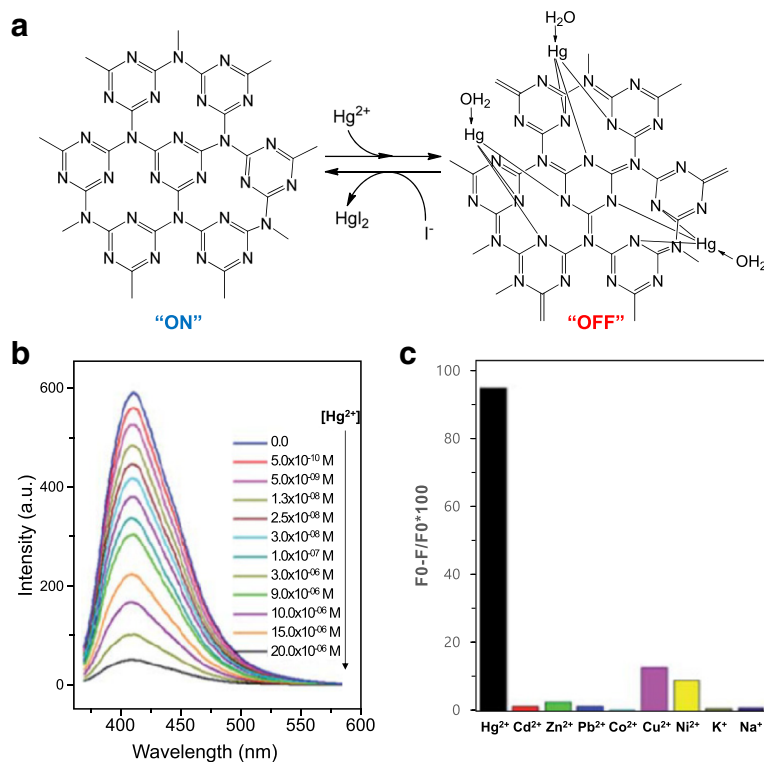 a
N N N N N N N N N
N N N N N N N N N N N N
N N N N N N N N N
Hg²⁺
HgI₂
I⁻
"ON"
H₂O
Hg
OH₂
Hg
N N N N N N N N N
N N N N N N N N N N N N
N N N N N N N N N
Hg
OH₂
"OFF"
b
Intensity (a.u.)
600
400
200
0
400 450 500 550 600
Wavelength (nm)
[Hg²⁺]
0.0
5.0x10⁻¹⁰ M
5.0x10⁻⁰⁹ M
1.3x10⁻⁰⁸ M
2.5x10⁻⁰⁸ M
3.0x10⁻⁰⁸ M
1.0x10⁻⁰⁷ M
3.0x10⁻⁰⁶ M
9.0x10⁻⁰⁶ M
10.0x10⁻⁰⁶ M
15.0x10⁻⁰⁶ M
20.0x10⁻⁰⁶ M
c
F0-F/F0*100
100
80
60
40
20
0
Hg²⁺ Cd²⁺ Zn²⁺ Pb²⁺ Co²⁺ Cu²⁺ Ni²⁺ K⁺ Na⁺